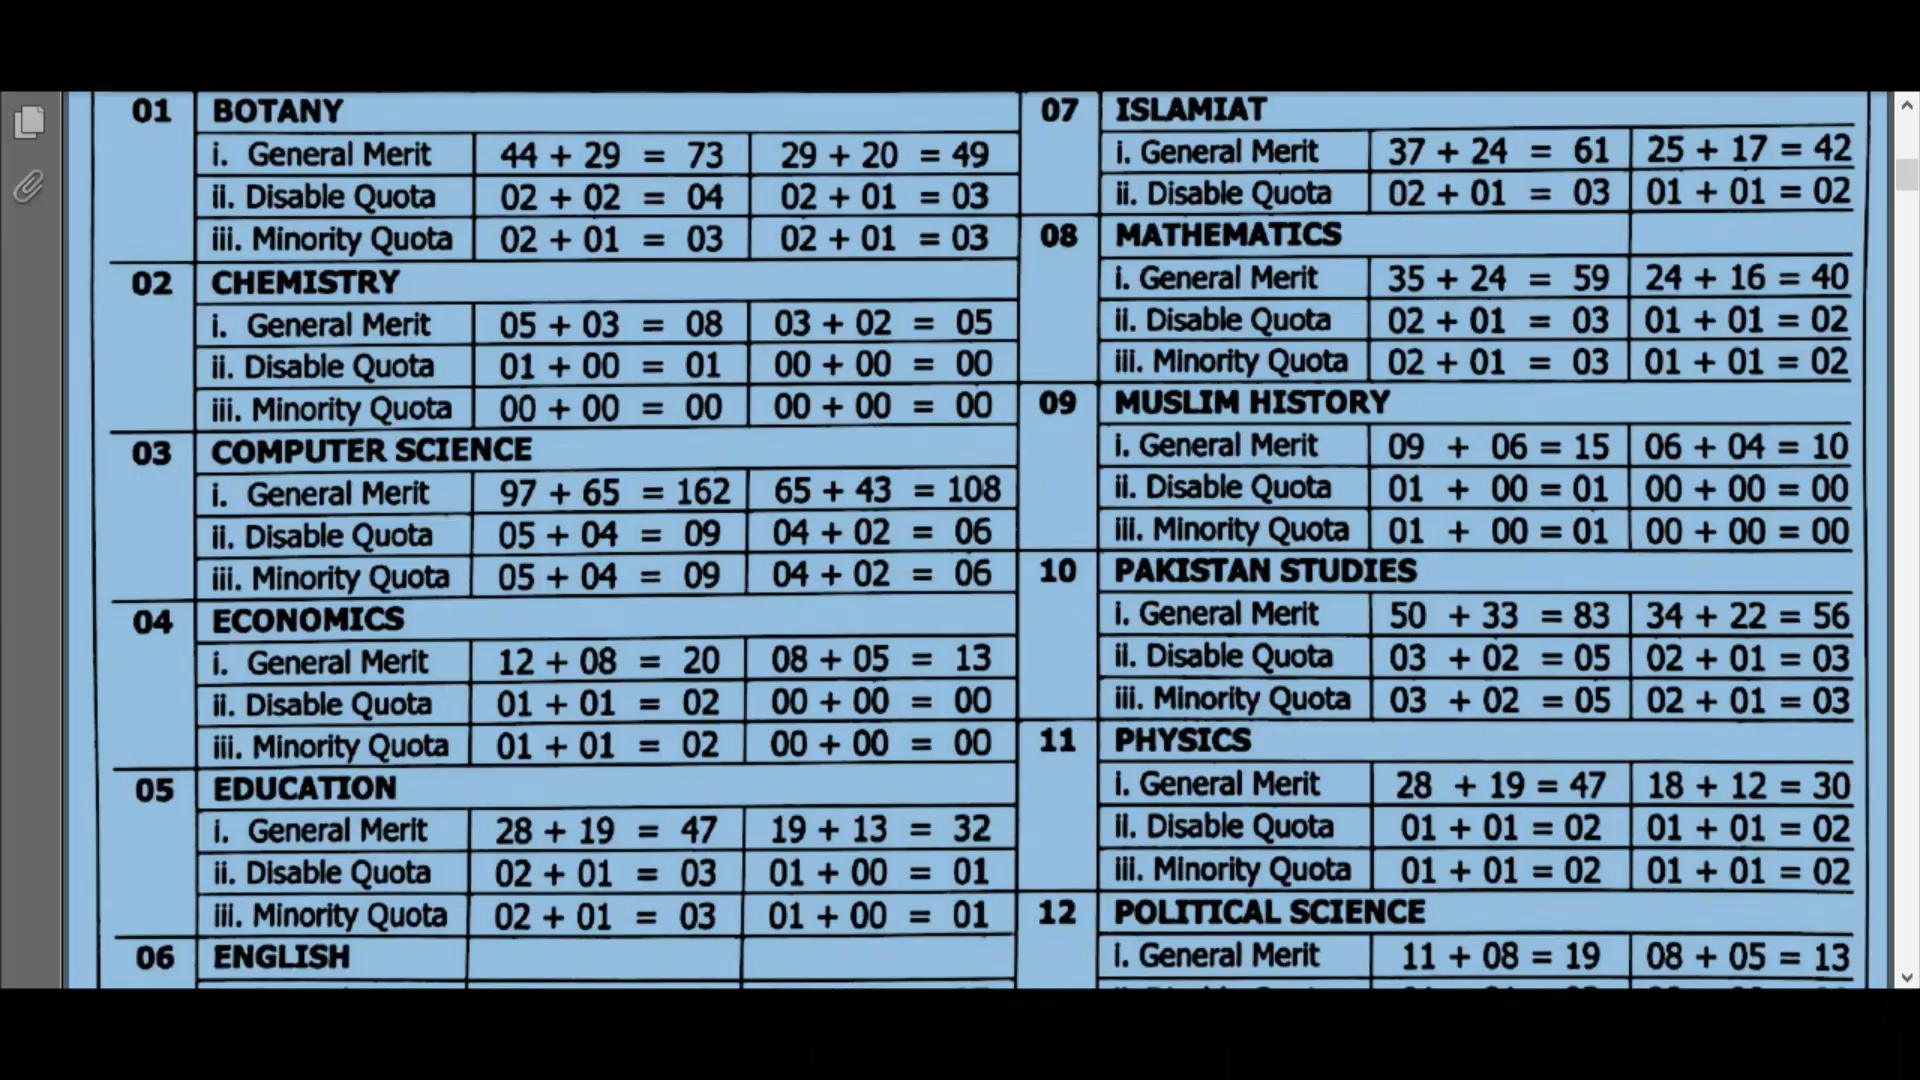 01 BOTANY
i. General Merit 44 + 29 = 73 29 + 20 = 49
ii. Disable Quota 02 + 02 = 04 02 + 01 = 03
iii. Minority Quota 02 + 01 = 03 02 + 01 = 03
02 CHEMISTRY
i. General Merit 05 + 03 = 08 03 + 02 = 05
ii. Disable Quota 01 + 00 = 01 00 + 00 = 00
iii. Minority Quota 00 + 00 = 00 00 + 00 = 00
03 COMPUTER SCIENCE
i. General Merit 97 + 65 = 162 65 + 43 = 108
ii. Disable Quota 05 + 04 = 09 04 + 02 = 06
iii. Minority Quota 05 + 04 = 09 04 + 02 = 06
04 ECONOMICS
i. General Merit 12 + 08 = 20 08 + 05 = 13
ii. Disable Quota 01 + 01 = 02 00 + 00 = 00
iii. Minority Quota 01 + 01 = 02 00 + 00 = 00
05 EDUCATION
i. General Merit 28 + 19 = 47 19 + 13 = 32
ii. Disable Quota 02 + 01 = 03 01 + 00 = 01
iii. Minority Quota 02 + 01 = 03 01 + 00 = 01
06 ENGLISH
07 ISLAMIAT
i. General Merit 37 + 24 = 61 25 + 17 = 42
ii. Disable Quota 02 + 01 = 03 01 + 01 = 02
08 MATHEMATICS
i. General Merit 35 + 24 = 59 24 + 16 = 40
ii. Disable Quota 02 + 01 = 03 01 + 01 = 02
iii. Minority Quota 02 + 01 = 03 01 + 01 = 02
09 MUSLIM HISTORY
i. General Merit 09 + 06 = 15 06 + 04 = 10
ii. Disable Quota 01 + 00 = 01 00 + 00 = 00
iii. Minority Quota 01 + 00 = 01 00 + 00 = 00
10 PAKISTAN STUDIES
i. General Merit 50 + 33 = 83 34 + 22 = 56
ii. Disable Quota 03 + 02 = 05 02 + 01 = 03
iii. Minority Quota 03 + 02 = 05 02 + 01 = 03
11 PHYSICS
i. General Merit 28 + 19 = 47 18 + 12 = 30
ii. Disable Quota 01 + 01 = 02 01 + 01 = 02
iii. Minority Quota 01 + 01 = 02 01 + 01 = 02
12 POLITICAL SCIENCE
i. General Merit 11 + 08 = 19 08 + 05 = 13